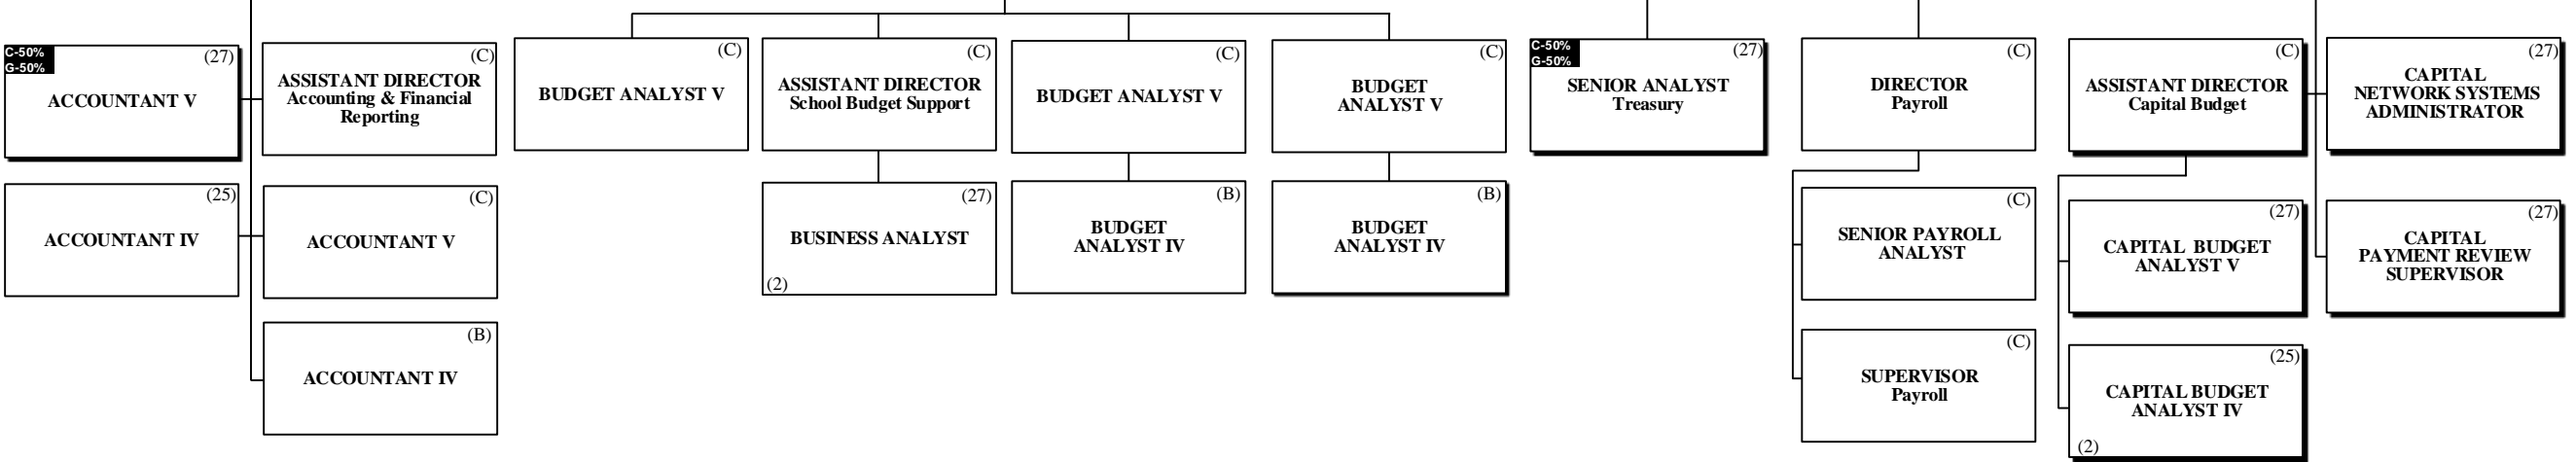 C-50%
G-50%
(27)
ACCOUNTANT V
(C)
ASSISTANT DIRECTOR
Accounting & Financial
Reporting
(C)
BUDGET ANALYST V
(C)
ASSISTANT DIRECTOR
School Budget Support
(C)
BUDGET ANALYST V
(C)
BUDGET
ANALYST V
C-50%
G-50%
(27)
SENIOR ANALYST
Treasury
(C)
DIRECTOR
Payroll
(C)
ASSISTANT DIRECTOR
Capital Budget
(27)
CAPITAL
NETWORK SYSTEMS
ADMINISTRATOR
(25)
ACCOUNTANT IV
(C)
ACCOUNTANT V
(27)
BUSINESS ANALYST
(2)
(B)
BUDGET
ANALYST IV
(B)
BUDGET
ANALYST IV
(C)
SENIOR PAYROLL
ANALYST
(27)
CAPITAL BUDGET
ANALYST V
(27)
CAPITAL
PAYMENT REVIEW
SUPERVISOR
(B)
ACCOUNTANT IV
(C)
SUPERVISOR
Payroll
(25)
CAPITAL BUDGET
ANALYST IV
(2)